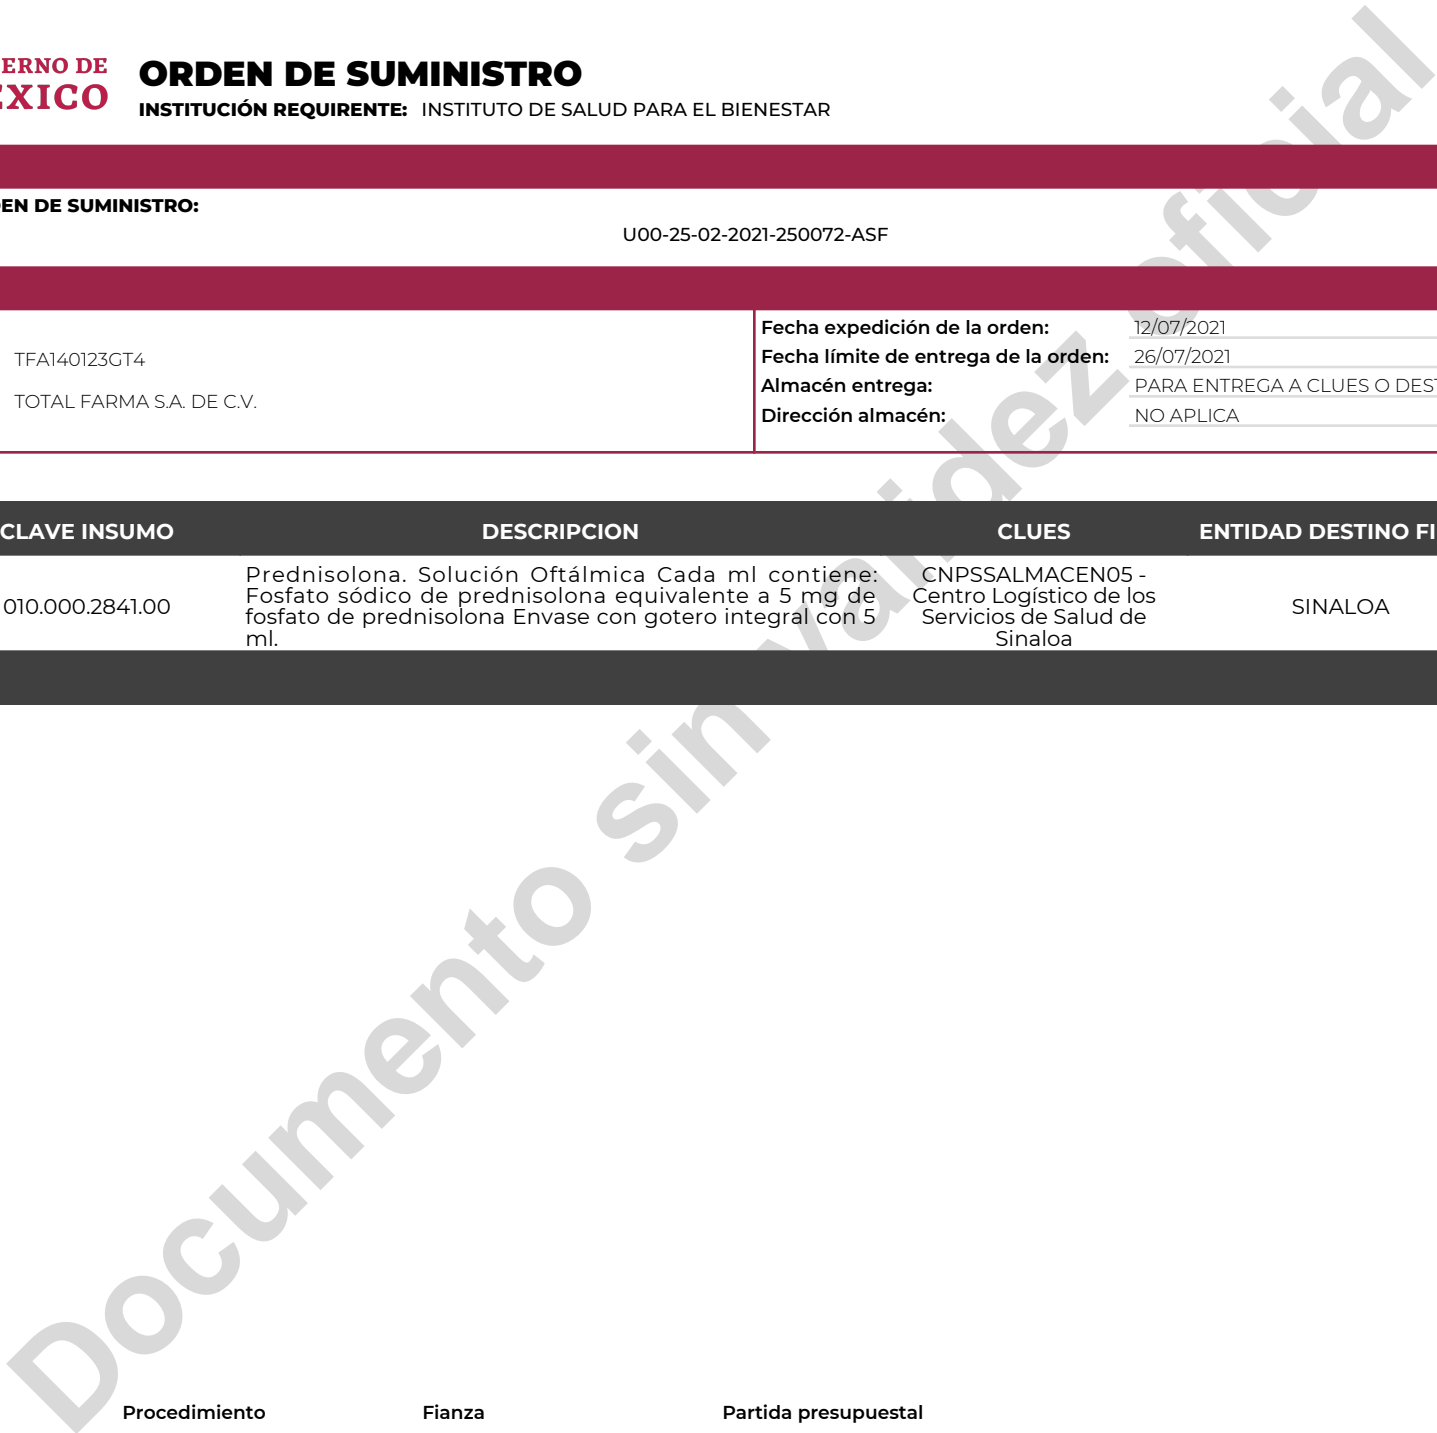 ERNO DE
EXICO
ORDEN DE SUMINISTRO
INSTITUCIÓN REQUIRENTE: INSTITUTO DE SALUD PARA EL BIENESTAR
EN DE SUMINISTRO:
U00-25-02-2021-250072-ASF
TFA140123GT4
TOTAL FARMA S.A. DE C.V.
Fecha expedición de la orden: 12/07/2021
Fecha límite de entrega de la orden: 26/07/2021
Almacén entrega: PARA ENTREGA A CLUES O DEST
Dirección almacén: NO APLICA
CLAVE INSUMO DESCRIPCION CLUES ENTIDAD DESTINO FI
010.000.2841.00
Prednisolona. Solución Oftálmica Cada ml contiene:
Fosfato sódico de prednisolona equivalente a 5 mg de
fosfato de prednisolona Envase con gotero integral con 5
ml.
CNPSSALMACEN05 -
Centro Logístico de los
Servicios de Salud de
Sinaloa
SINALOA
Documento sin validez oficial
Procedimiento Fianza Partida presupuestal